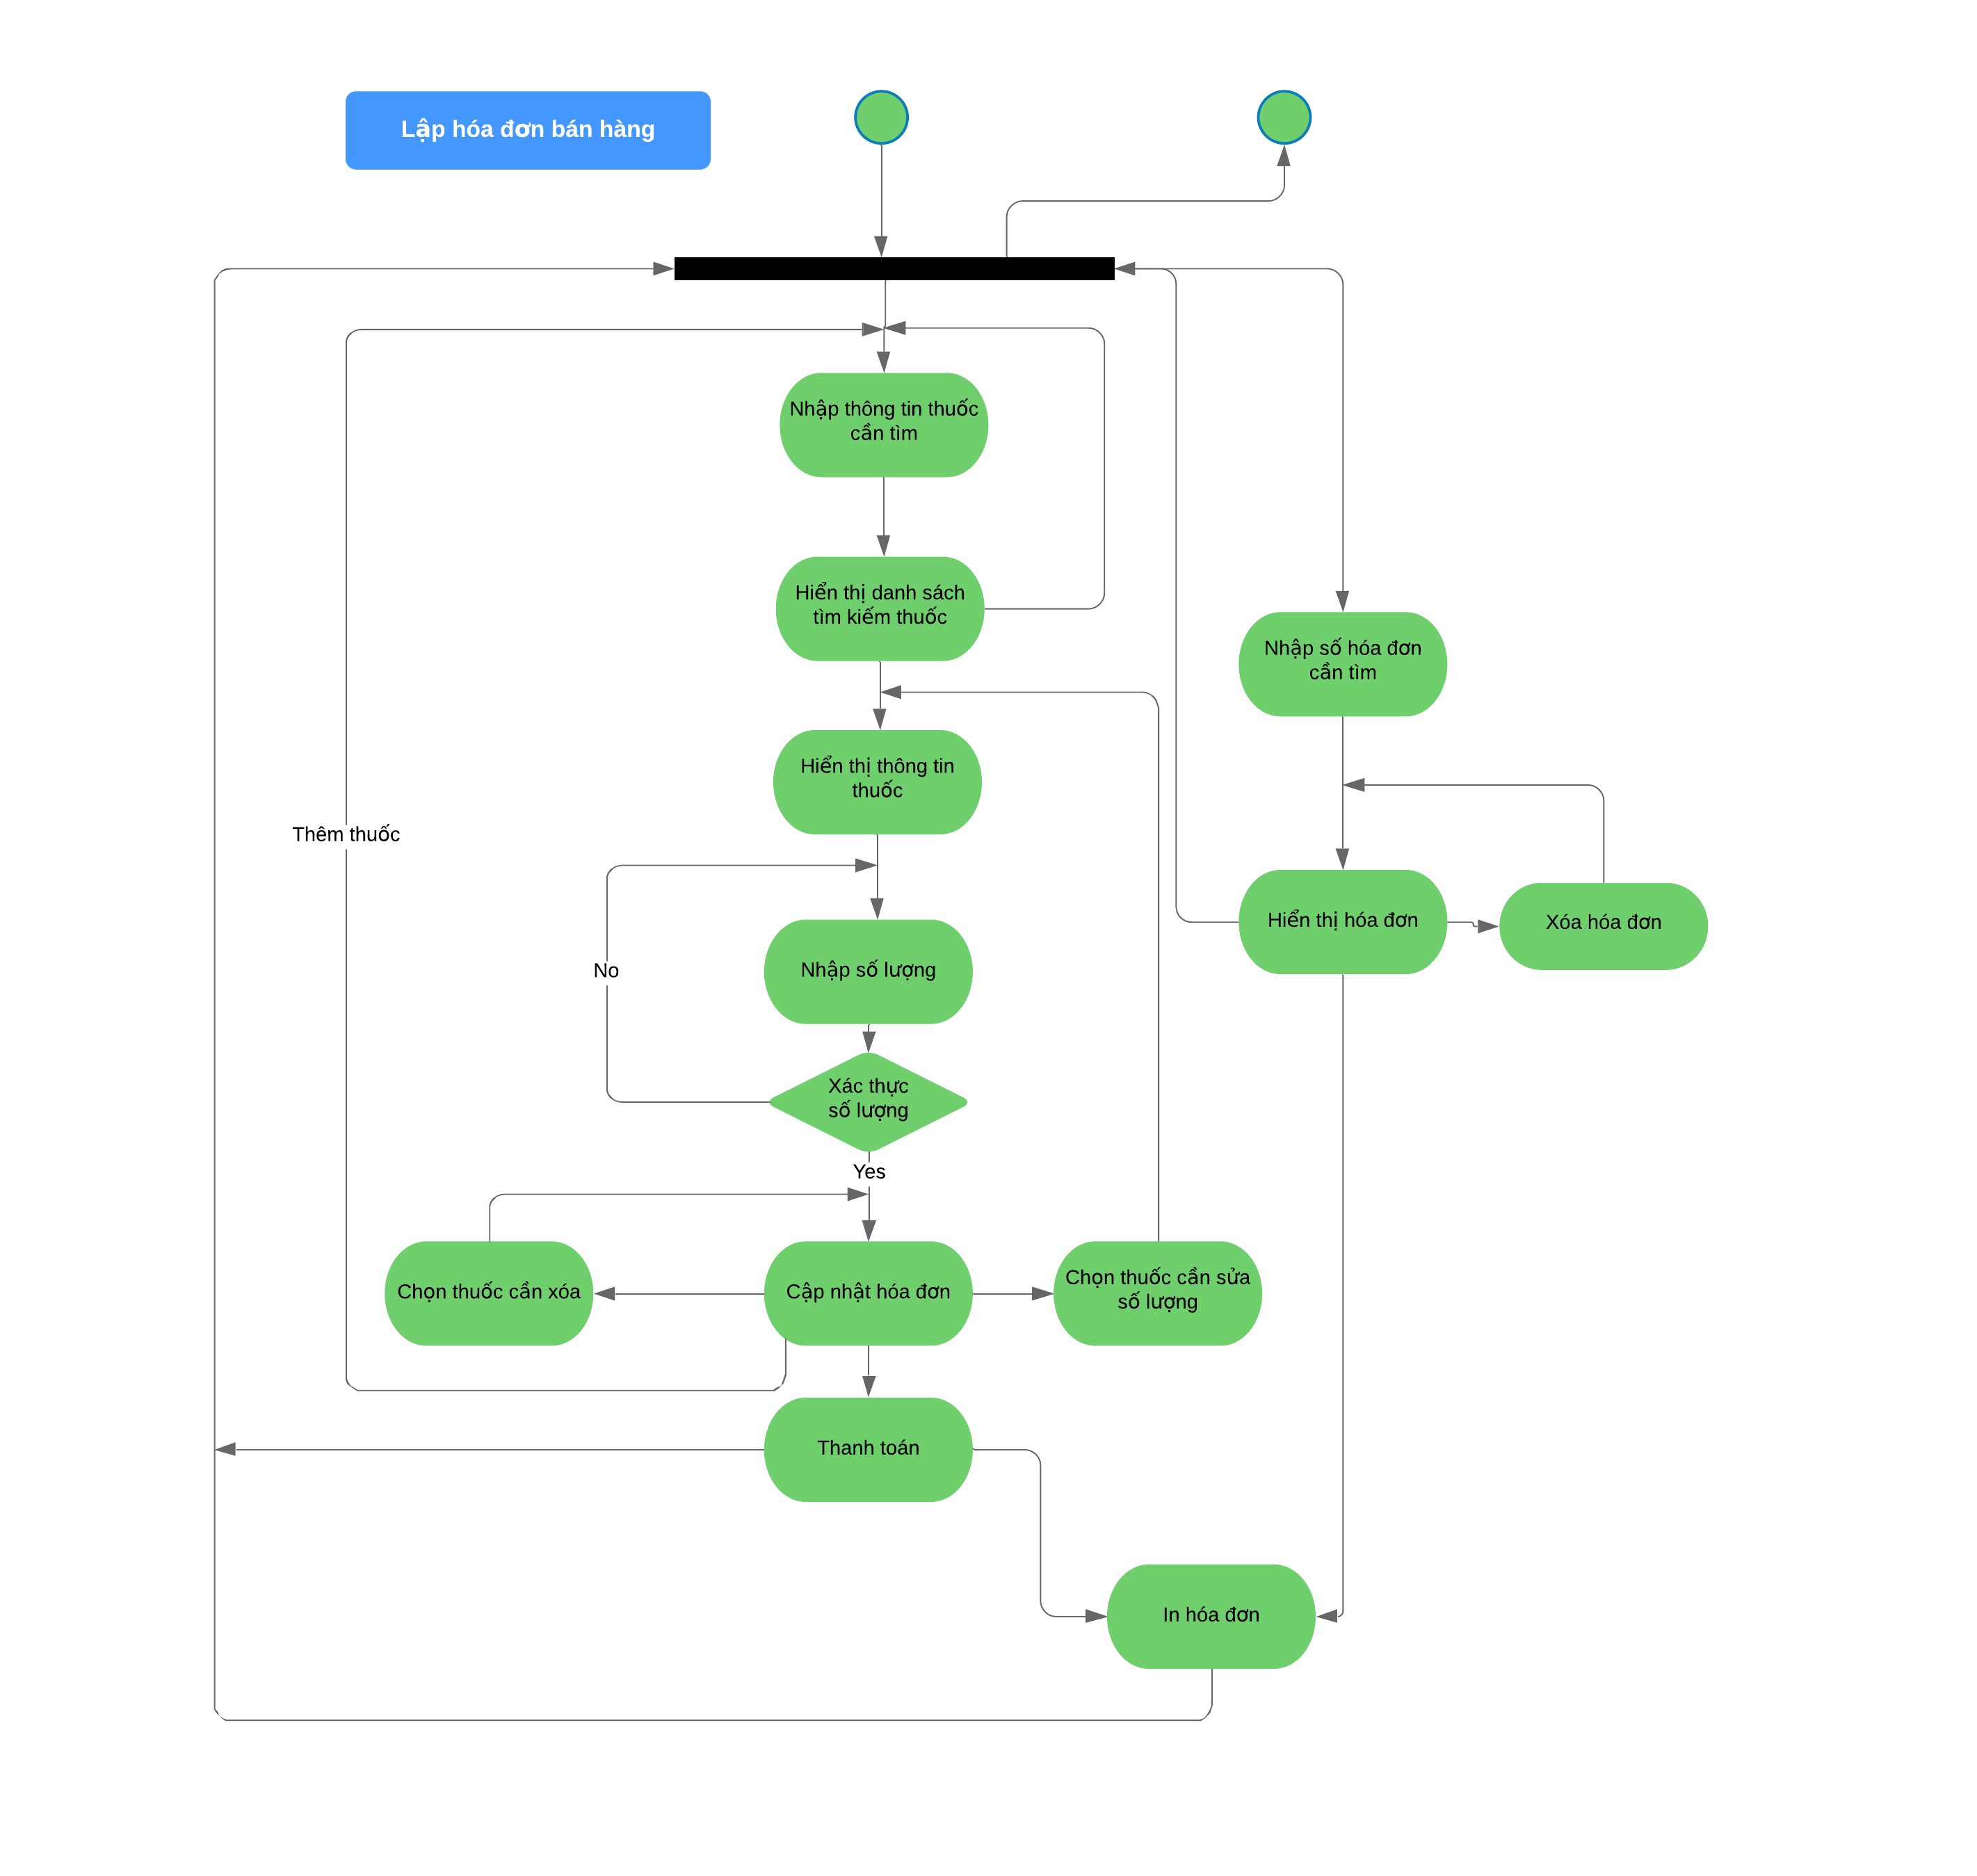 Lập hóa đơn bán hàng
Nhập thông tin thuốc
cần tìm
Hiển thị danh sách
tìm kiếm thuốc
Nhập số hóa đơn
cần tìm
Hiển thị thông tin
thuốc
Thêm thuốc
Hiển thị hóa đơn
Xóa hóa đơn
No
Nhập số lượng
Xác thực
số lượng
Yes
Chọn thuốc cần xóa
Cập nhật hóa đơn
Chọn thuốc cần sửa
số lượng
Thanh toán
In hóa đơn